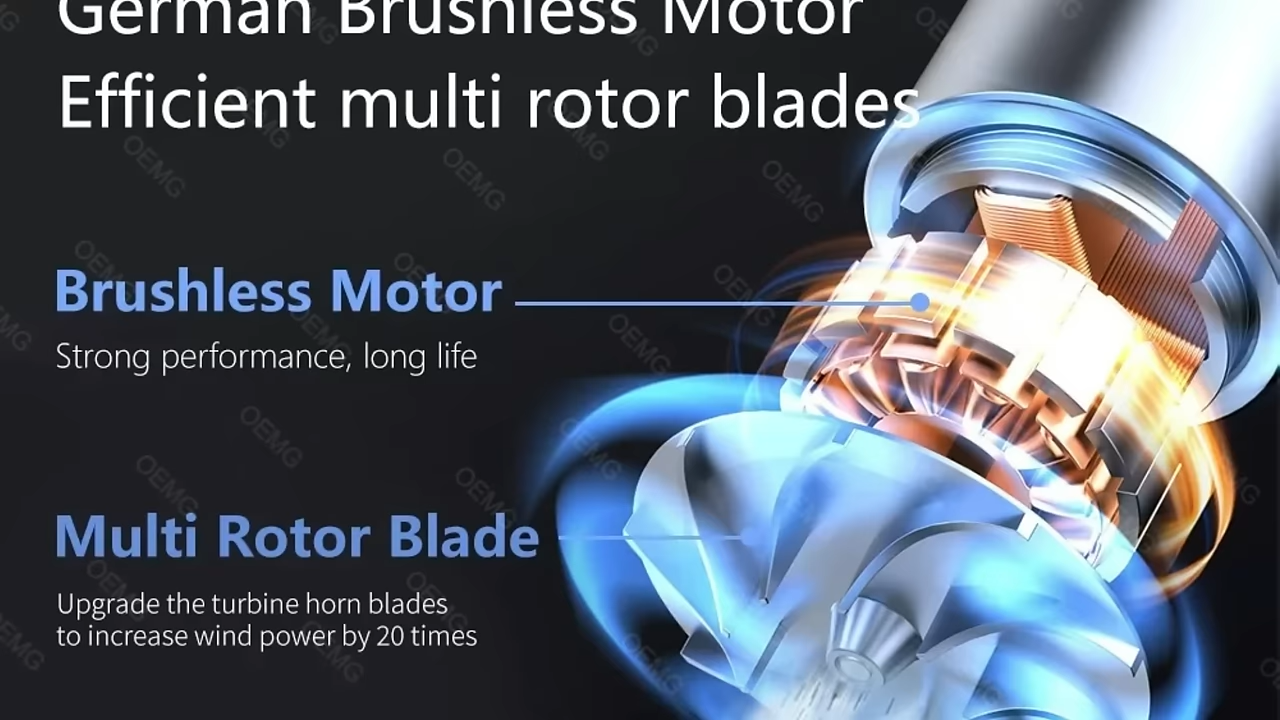 German Brushless Motor
Efficient multi rotor blades
Brushless Motor
Strong performance, long life
Multi Rotor Blade
Upgrade the turbine horn blades
to increase wind power by 20 times
OEMG